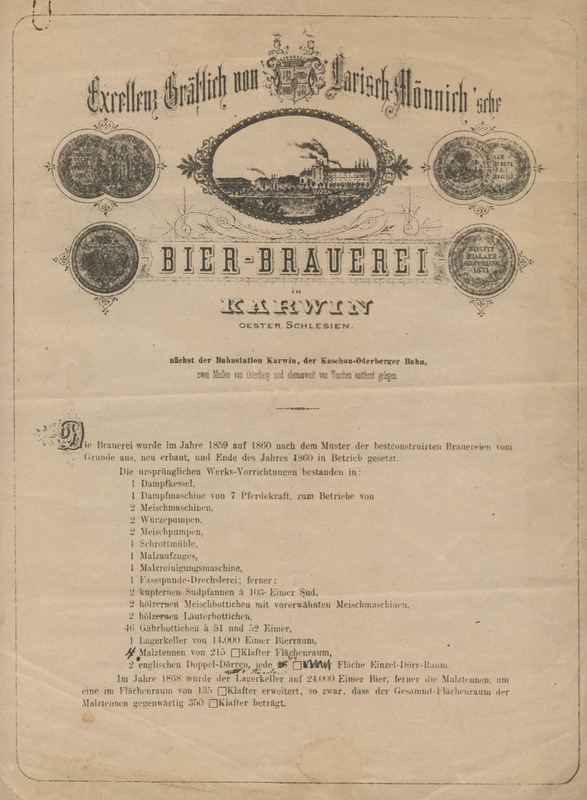 Excellenz Gräflich von Larisch-Mönnich'sche
BIELITZ
BIALAER
1871
BIER-BRAUEREI
in
KARWIN
OESTER. SCHLESIEN.
nächst der Bahnstation Karwin, der Kaschau-Oderberger Bahn,
zwei Meilen von Oderberg und ebensoweit von Teschen entfernt gelegen.
Die Brauerei wurde im Jahre 1859 auf 1860 nach dem Muster der bestconstruirten Brauereien vom
Grunde aus, neu erbaut, und Ende des Jahres 1860 in Betrieb gesetzt.
Die ursprünglichen Werks-Vorrichtungen bestanden in:
1 Dampfkessel,
1 Dampfmaschine von 7 Pferdekraft, zum Betriebe von
2 Meischmaschinen,
2 Würzepumpen,
2 Meischpumpen,
1 Schrottmühle,
1 Malzaufzuges,
1 Malzreinigungsmaschine,
1 Fassspunde-Drechslerei; ferner:
2 kupfernen Sudpfannen à 103 Eimer Sud,
2 hölzernen Meischbottichen mit vorerwähnten Meischmaschinen,
2 hölzernen Läuterbottichen,
46 Gährbottichen à 51 und 52 Eimer,
1 Lagerkeller von 14.000 Eimer Bierraum,
4 Malztennen von 215 □Klafter Flächenraum,
2 englischen Doppel-Dörren, jede □ Fläche Einzel-Dörr-Raum.
Im Jahre 1868 wurde der Lagerkeller auf 24.000 Eimer Bier, ferner die Malztennen, um
eine im Flächenraum von 135 □Klafter erweitert, so zwar, dass der Gesammt-Flächenraum der
Malztennen gegenwärtig 350 □Klafter beträgt.